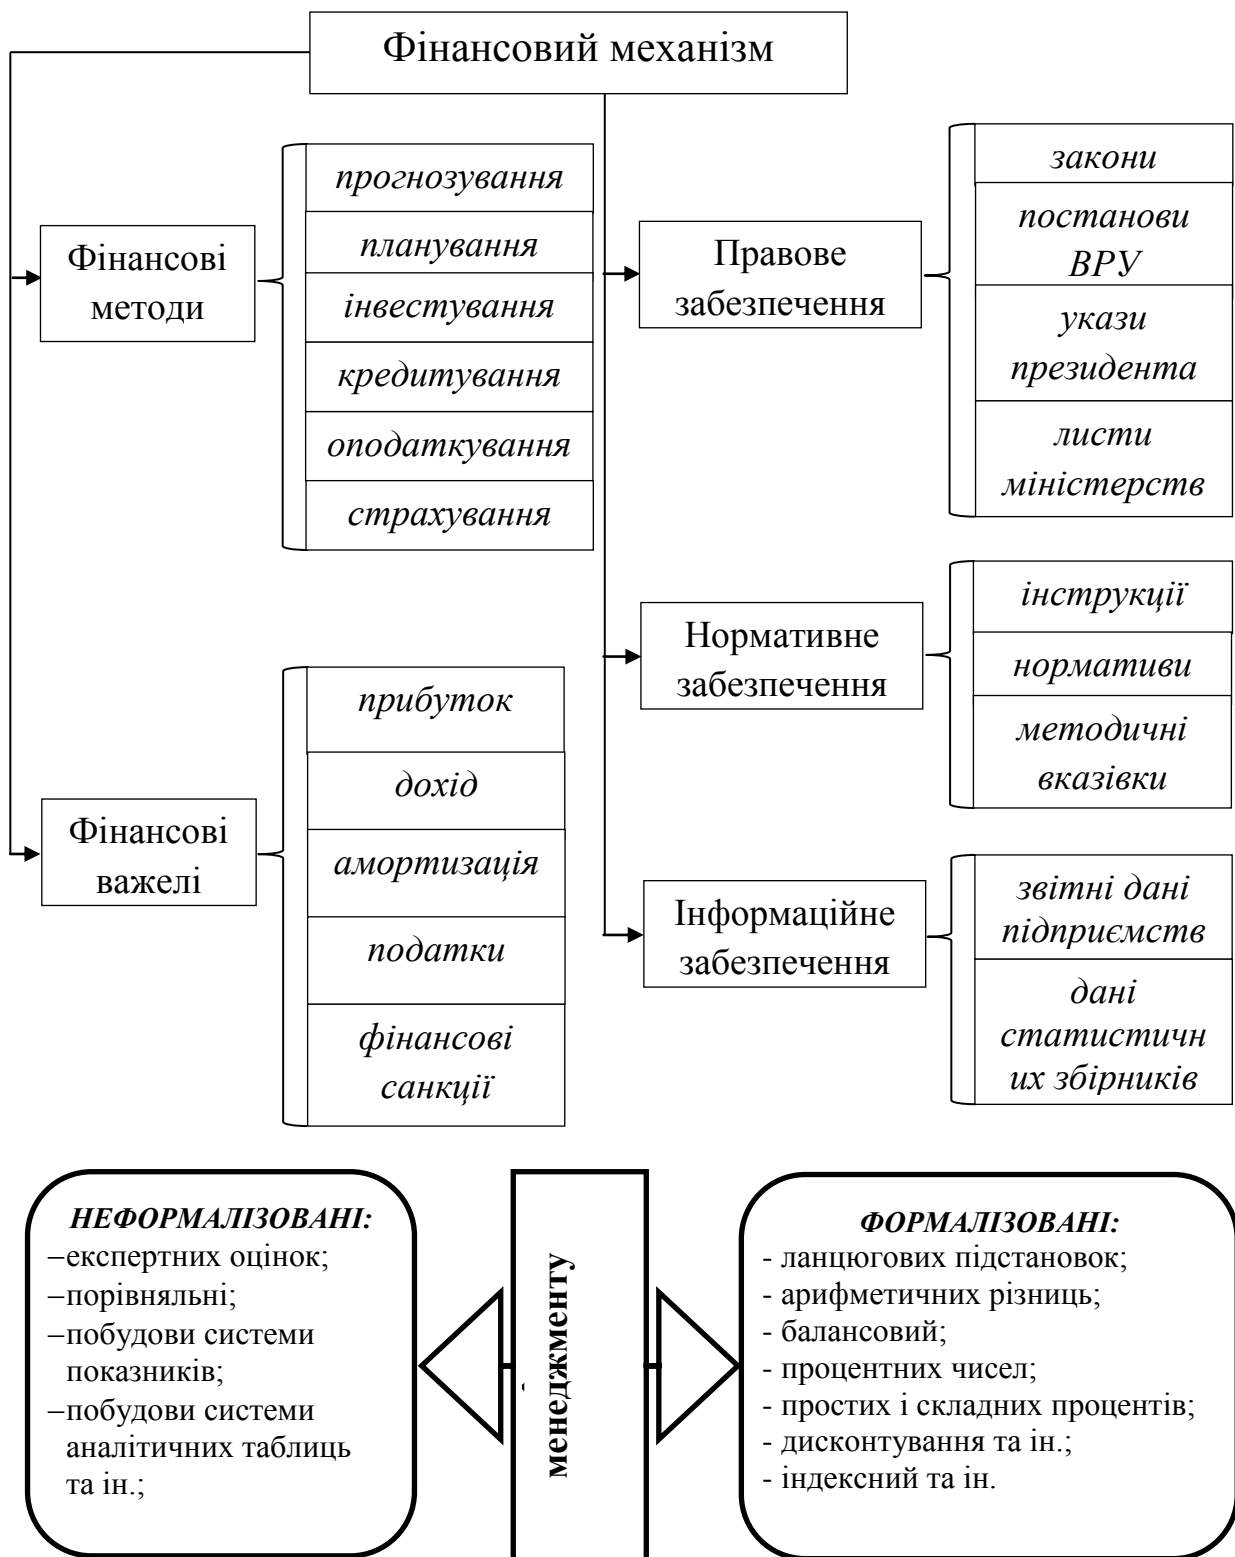 Фінансовий механізм
Фінансові
методи
прогнозування
планування
інвестування
кредитування
оподаткування
страхування
Фінансові
важелі
прибуток
дохід
амортизація
податки
фінансові
санкції
Правове
забезпечення
закони
постанови
ВРУ
укази
президента
листи
міністерств
Нормативне
забезпечення
інструкції
нормативи
методичні
вказівки
Інформаційне
забезпечення
звітні дані
підприємств
дані
статистичн
их збірників
НЕФОРМАЛІЗОВАНІ:
–експертних оцінок;
–порівняльні;
–побудови системи
показників;
–побудови системи
аналітичних таблиць
та ін.;
менеджменту
ФОРМАЛІЗОВАНІ:
- ланцюгових підстановок;
- арифметичних різниць;
- балансовий;
- процентних чисел;
- простих і складних процентів;
- дисконтування та ін.;
- індексний та ін.